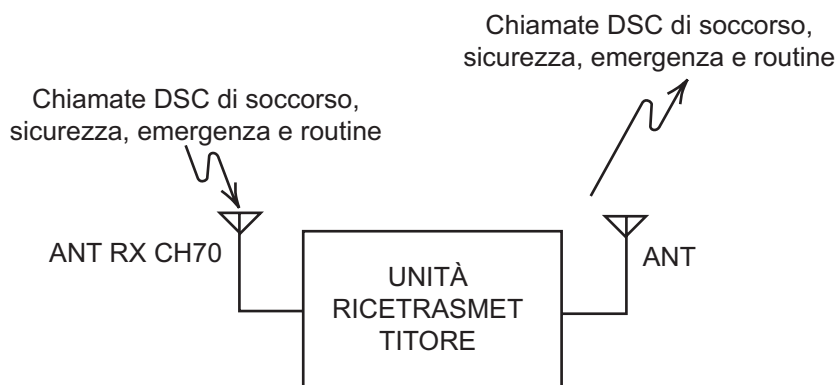 Chiamate DSC di soccorso,
sicurezza, emergenza e routine
Chiamate DSC di soccorso,
sicurezza, emergenza e routine
ANT RX CH70
UNITÀ
RICETRASMET
TITORE
ANT